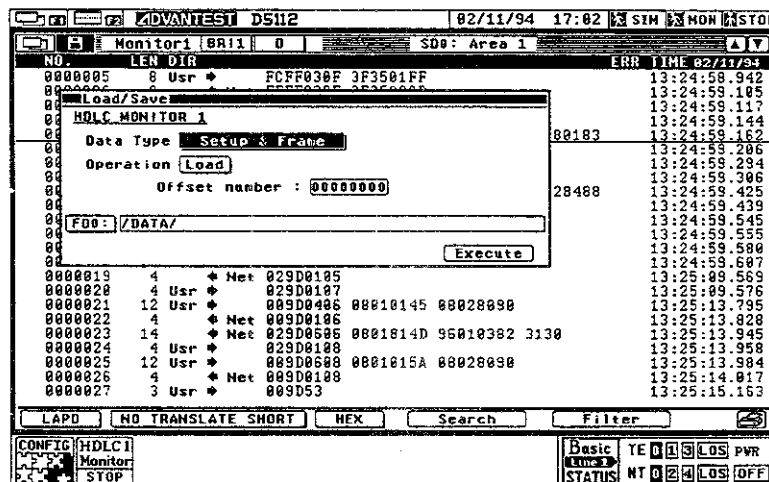 ADVANTEST D5112 02/11/94 17:02 SIM MON STO
Monitor1 BRI1 0 SD0: Area 1
NO. LEN DIR ERR TIME 02/11/94
0000005 8 Usr FCFF030F 3F3501FF 13:24:58.942
13:24:59.105
Load/Save 13:24:59.117
HDLC MONITOR 1 13:24:59.144
Data Type Setup & Frame 80183 13:24:59.162
13:24:59.206
Operation Load 13:24:59.294
13:24:59.306
Offset number : 00000000 28488 13:24:59.425
13:24:59.439
FD0: /DATA/ 13:24:59.545
13:24:59.555
Execute 13:24:59.580
13:24:59.607
0000019 4 Net 029D0105 13:25:09.569
0000020 4 Usr 029D0107 13:25:09.576
0000021 12 Usr 009D0406 08010145 08028090 13:25:13.795
0000022 4 Net 009D0106 13:25:13.828
0000023 14 Net 029D0606 0801814D 96010382 3130 13:25:13.945
0000024 4 Usr 029D0108 13:25:13.958
0000025 12 Usr 009D0608 0801015A 08028090 13:25:13.984
0000026 4 Net 009D0108 13:25:14.017
0000027 3 Usr 009D53 13:25:15.163
LAPD NO TRANSLATE SHORT HEX Search Filter
CONFIG HDLC1 Monitor STOP
Basic Line 1 STATUS
TE 0 1 3 LOS PWR
NT 0 2 4 LOS OFF